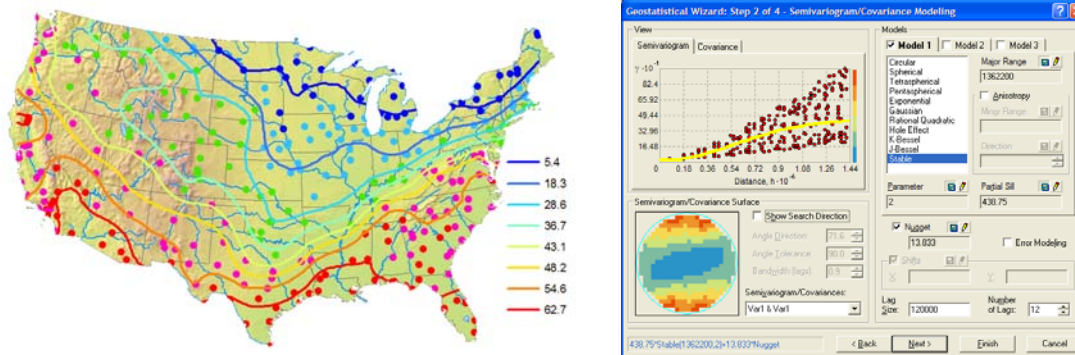 5.4
18.3
28.6
36.7
43.1
48.2
54.6
62.7
Geostatistical Wizard: Step 2 of 4 - Semivariogram/Covariance Modeling
View
Semivariogram
Covariance
γ ·10⁻¹
82.4
65.92
49.44
32.96
16.48
0 0.18 0.36 0.54 0.72 0.9 1.08 1.26 1.44
Distance, h ·10⁻⁶
Semivariogram/Covariance Surface
Show Search Direction
Angle Direction: 71.6
Angle Tolerance: 90.0
Bandwidth (lags): 0.9
Semivariogram/Covariances:
Var1 & Var1
Models
Model 1 Model 2 Model 3
Circular
Spherical
Tetraspherical
Pentaspherical
Exponential
Gaussian
Rational Quadratic
Hole Effect
K-Bessel
J-Bessel
Stable
Major Range
1362200
Anisotropy
Minor Range
Direction
Parameter
2
Partial Sill
438.75
Nugget
13.833
Error Modeling
Shifts
X: Y:
Lag Size: 120000
Number of Lags: 12
438.75*Stable(1362200,2)+13.833*Nugget
< Back
Next >
Finish
Cancel